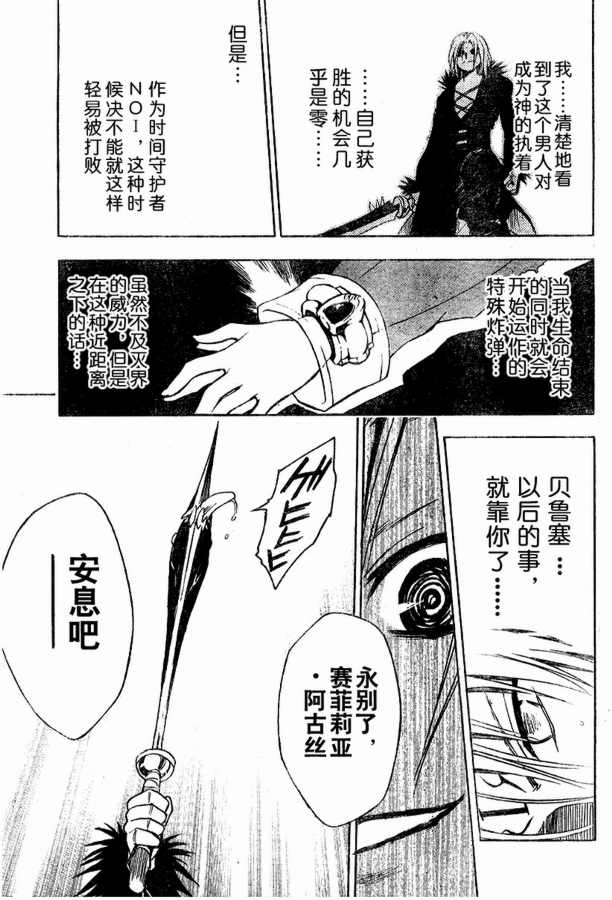 我……清楚地看
到了这个男人对
成为神的执着
……自己获
胜的机会几
乎是零……
但是…
作为时间守护者
NOI，这种时
候决不能就这样
轻易被打败
当我生命结束
的同时就会
开始运作的
特殊炸弹…
虽然不及灭界
的威力，但是
在这种近距离
之下的话…
贝鲁塞…
以后的事，
就靠你了……
ゲヒヒヒ
永别了，
赛菲莉亚
·阿古丝
安息吧
——